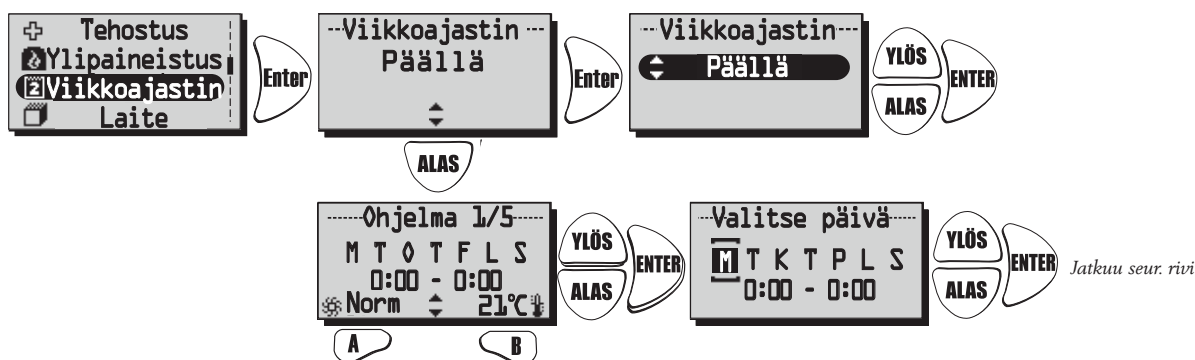 Tehostus
Ylipaineistus
2 Viikkoajastin
Laite
Enter
Viikkoajastin
Päällä
Enter
Viikkoajastin
Päällä
YLÖS
ALAS
ENTER
ALAS
Ohjelma 1/5
M T O T F L S
0:00 - 0:00
Norm 21°C
YLÖS
ALAS
ENTER
A
B
Valitse päivä
M T K T P L S
0:00 - 0:00
YLÖS
ALAS
ENTER
Jatkuu seur. rivi